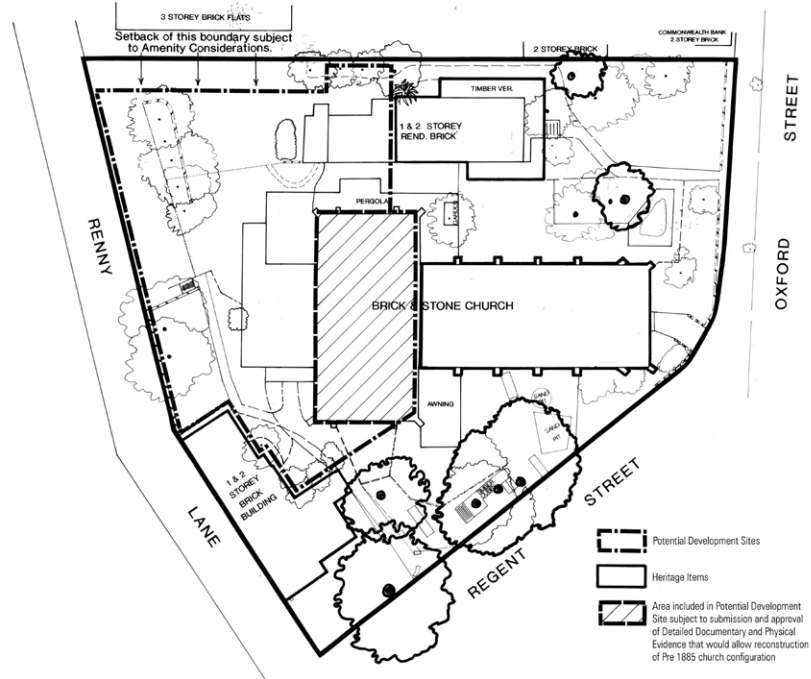 3 STOREY BRICK FLATS
Setback of this boundary subject
to Amenity Considerations.
2 STOREY BRICK
COMMONWEALTH BANK
2 STOREY BRICK
TIMBER VER.
1 & 2 STOREY
REND. BRICK
STREET
OXFORD
RENNY
LANE
PERGOLA
BRICK & STONE CHURCH
AWNING
SAND
SAND
PIT
1 & 2
STOREY
BRICK
BUILDING
REGENT
STREET
Potential Development Sites
Heritage Items
Area included in Potential Development
Site subject to submission and approval
of Detailed Documentary and Physical
Evidence that would allow reconstruction
of Pre 1885 church configuration